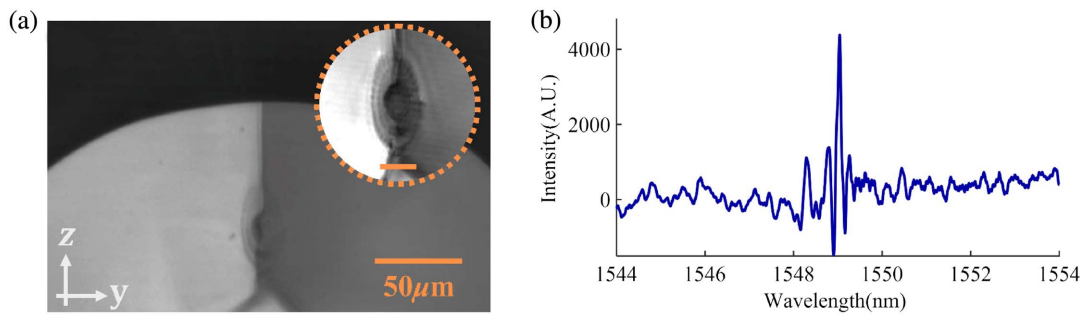 (a)
z
y
50μm
(b)
Intensity(A.U.)
4000
2000
0
1544
1546
1548
1550
1552
1554
Wavelength(nm)